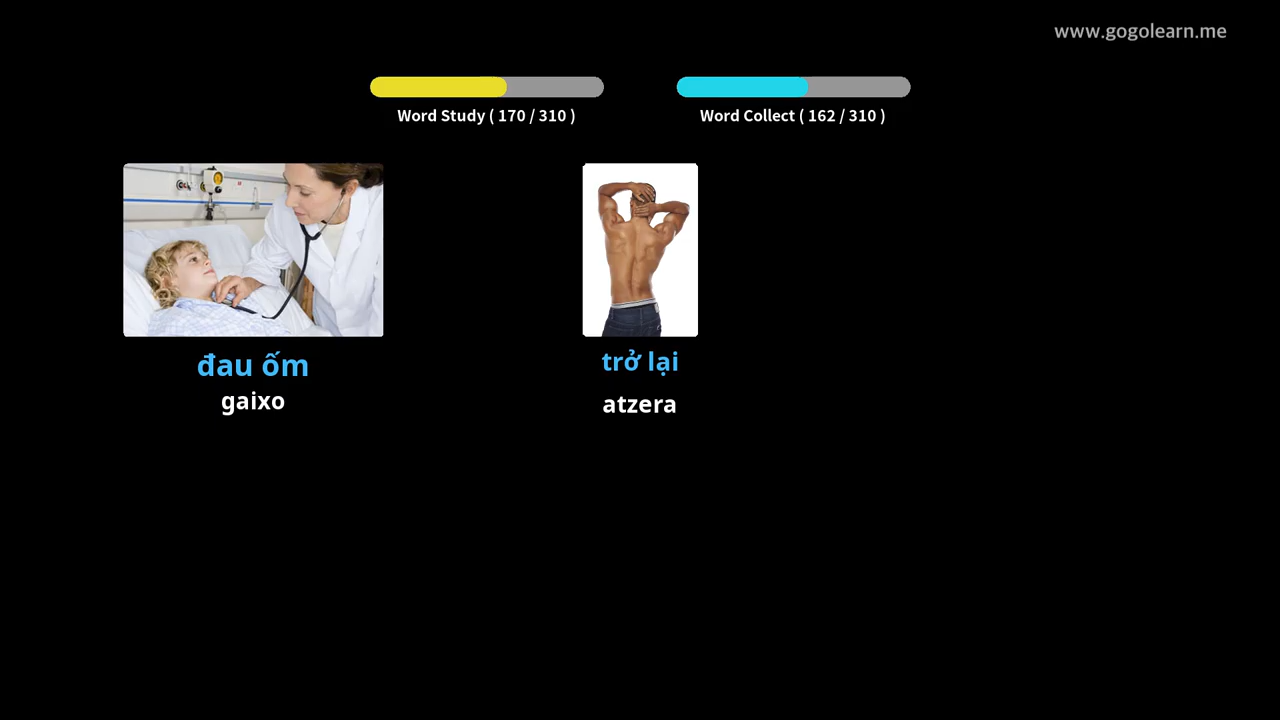 www.gogolearn.me
Word Study ( 170 / 310 )
Word Collect ( 162 / 310 )
đau ốm
gaixo
trở lại
atzera